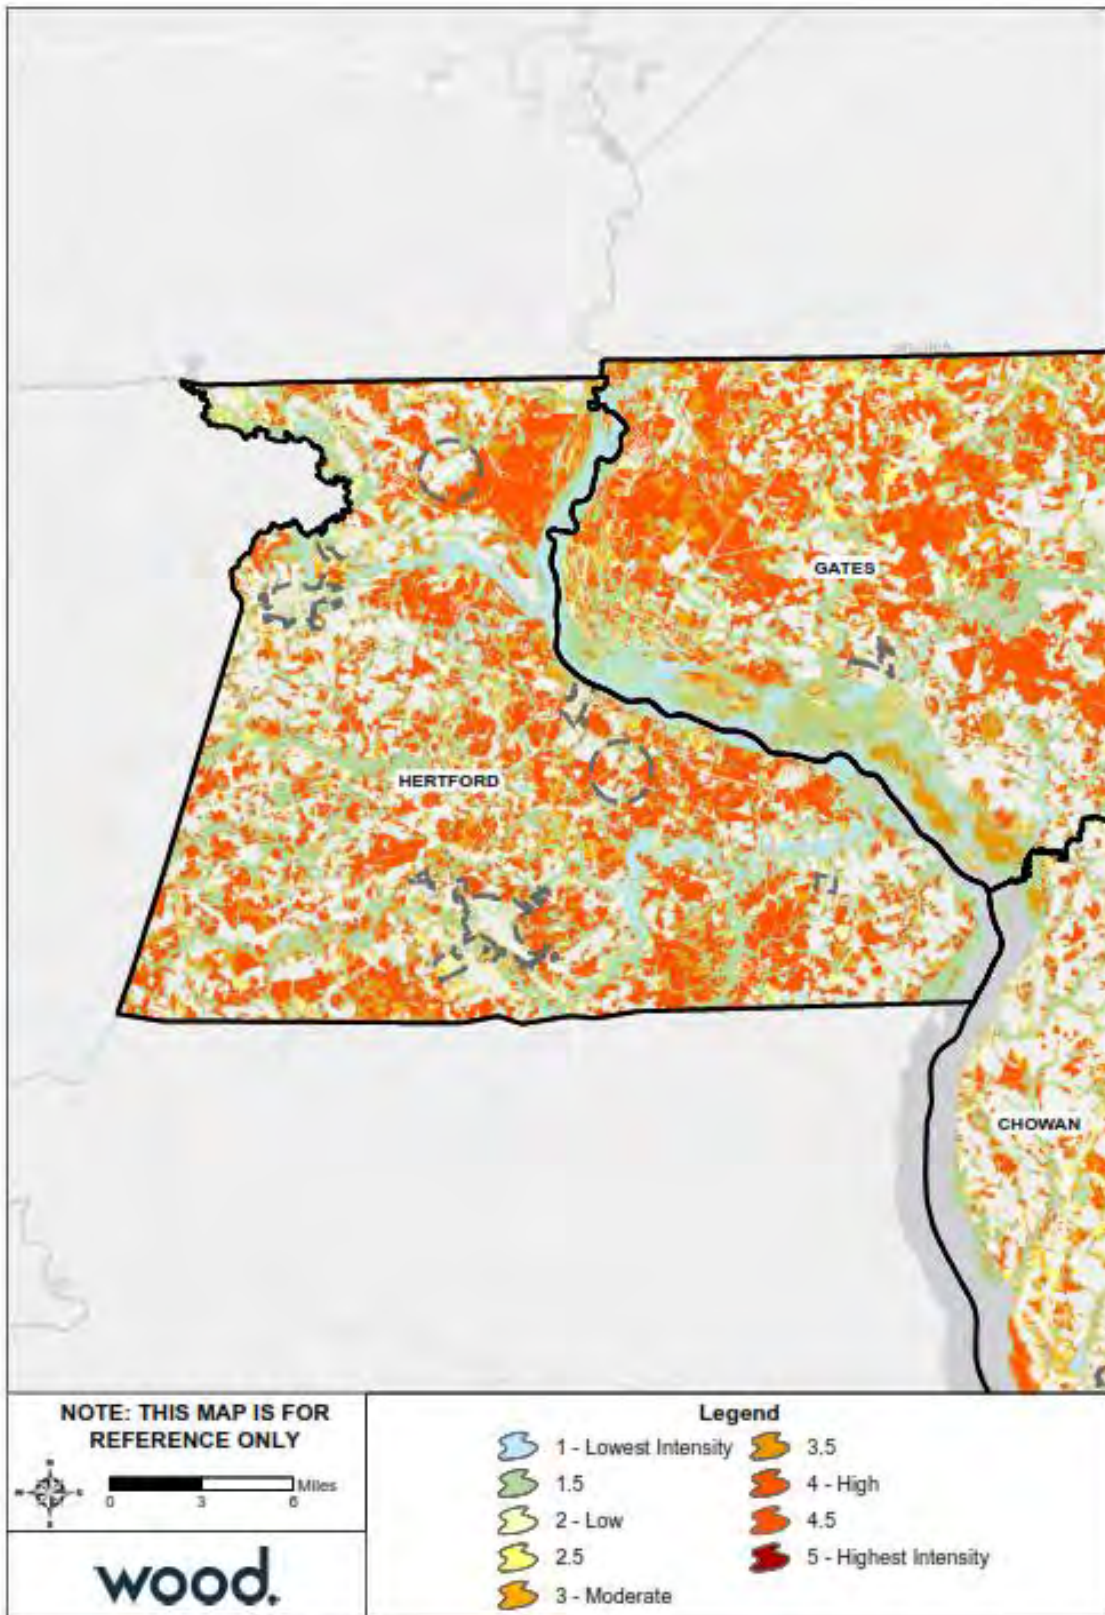 GATES
HERTFORD
CHOWAN
NOTE: THIS MAP IS FOR
REFERENCE ONLY
Miles
0 3 6
wood.
Legend
1 - Lowest Intensity
1.5
2 - Low
2.5
3 - Moderate
3.5
4 - High
4.5
5 - Highest Intensity